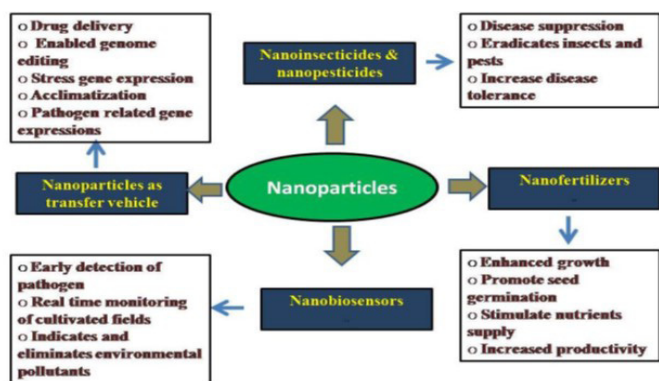 o Drug delivery
o Enabled genome
editing
o Stress gene expression
o Acclimatization
o Pathogen related gene
expressions
Nanoinsecticides &
nanopesticides
o Disease suppression
o Eradicates insects and
pests
o Increase disease
tolerance
Nanoparticles as
transfer vehicle
Nanoparticles
Nanofertilizers
o Early detection of
pathogen
o Real time monitoring
of cultivated fields
o Indicates and
eliminates environmental
pollutants
Nanobiosensors
o Enhanced growth
o Promote seed
germination
o Stimulate nutrients
supply
o Increased productivity